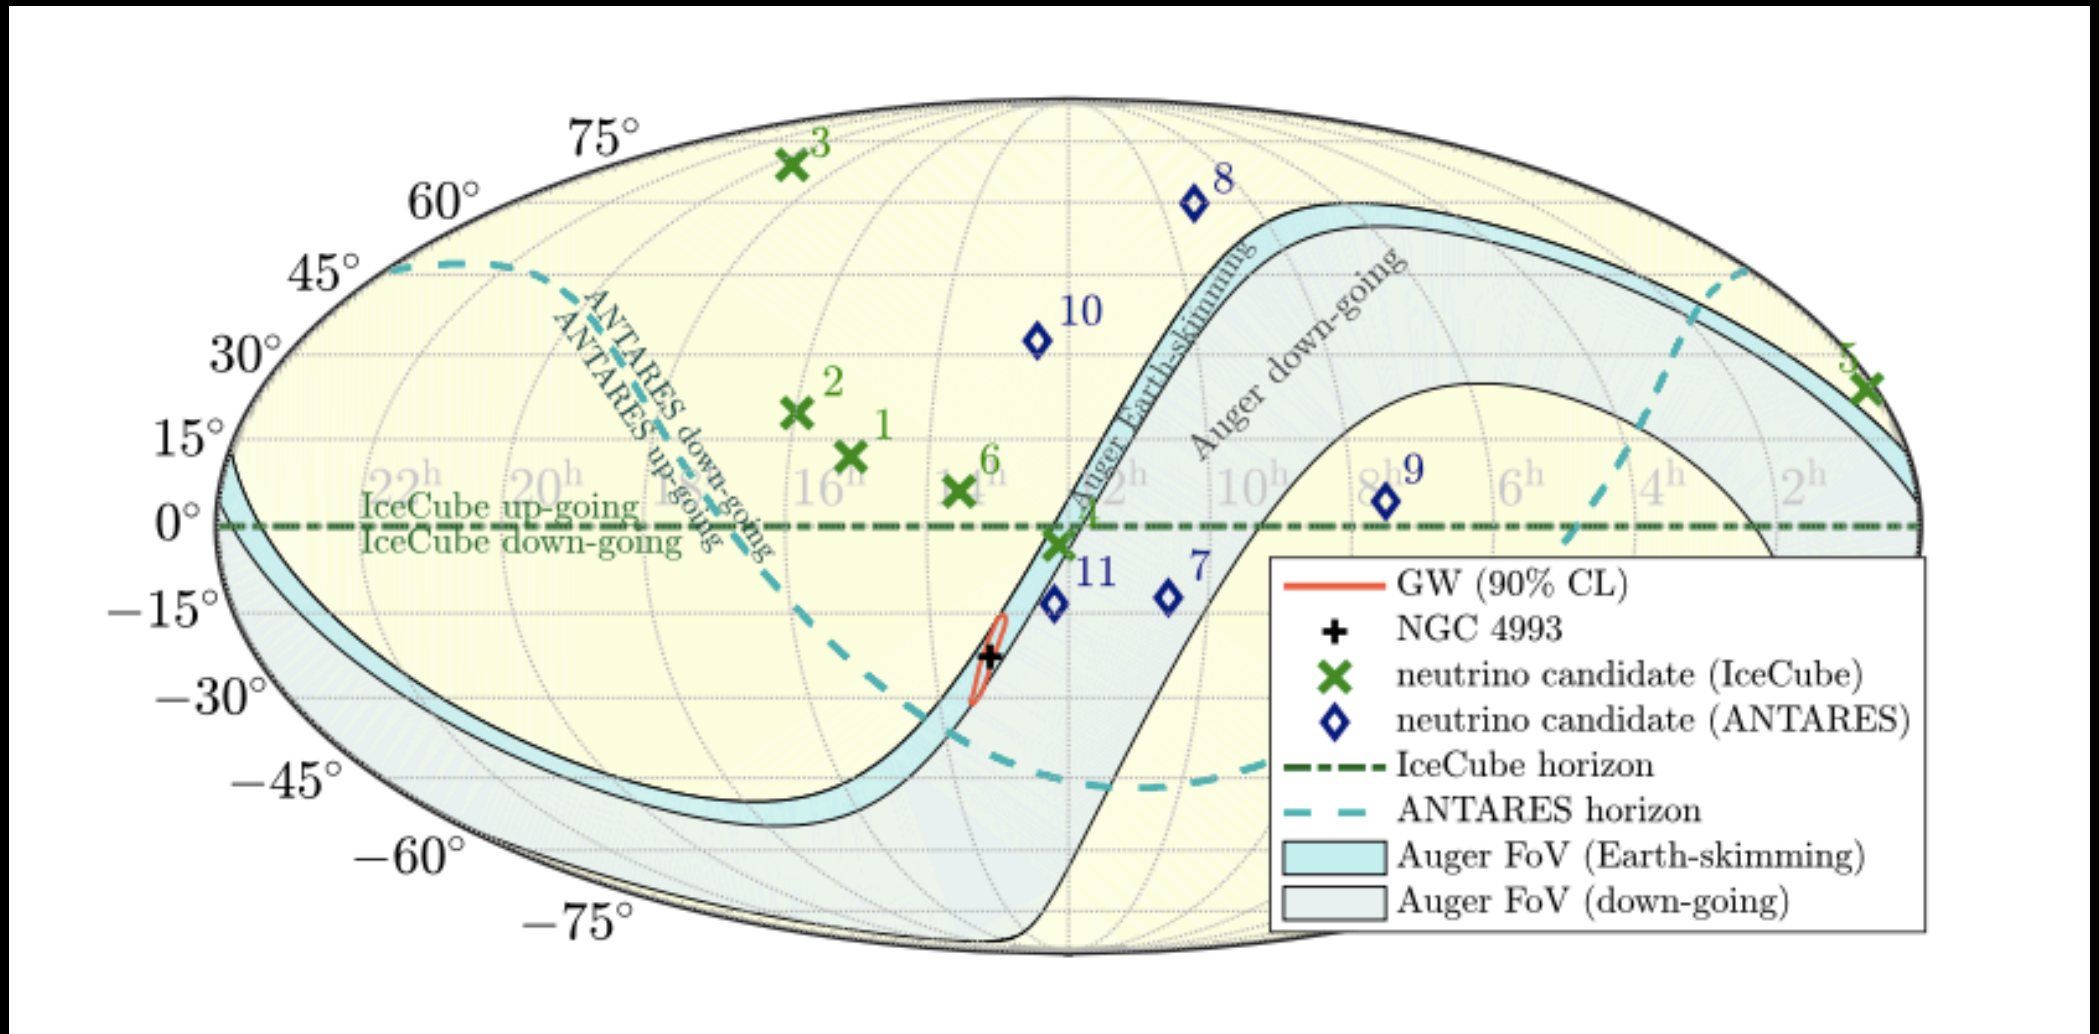 75°
3
60°
8
45°
ANTARES down-going
ANTARES up-going
Auger Earth-skimming
Auger down-going
10
30°
5
2
1
15°
6
9
22h
20h
18h
16h
14h
12h
10h
8h
6h
4h
2h
IceCube up-going
0°
4
IceCube down-going
11
7
−15°
−30°
−45°
−60°
−75°
GW (90% CL)
NGC 4993
neutrino candidate (IceCube)
neutrino candidate (ANTARES)
IceCube horizon
ANTARES horizon
Auger FoV (Earth-skimming)
Auger FoV (down-going)